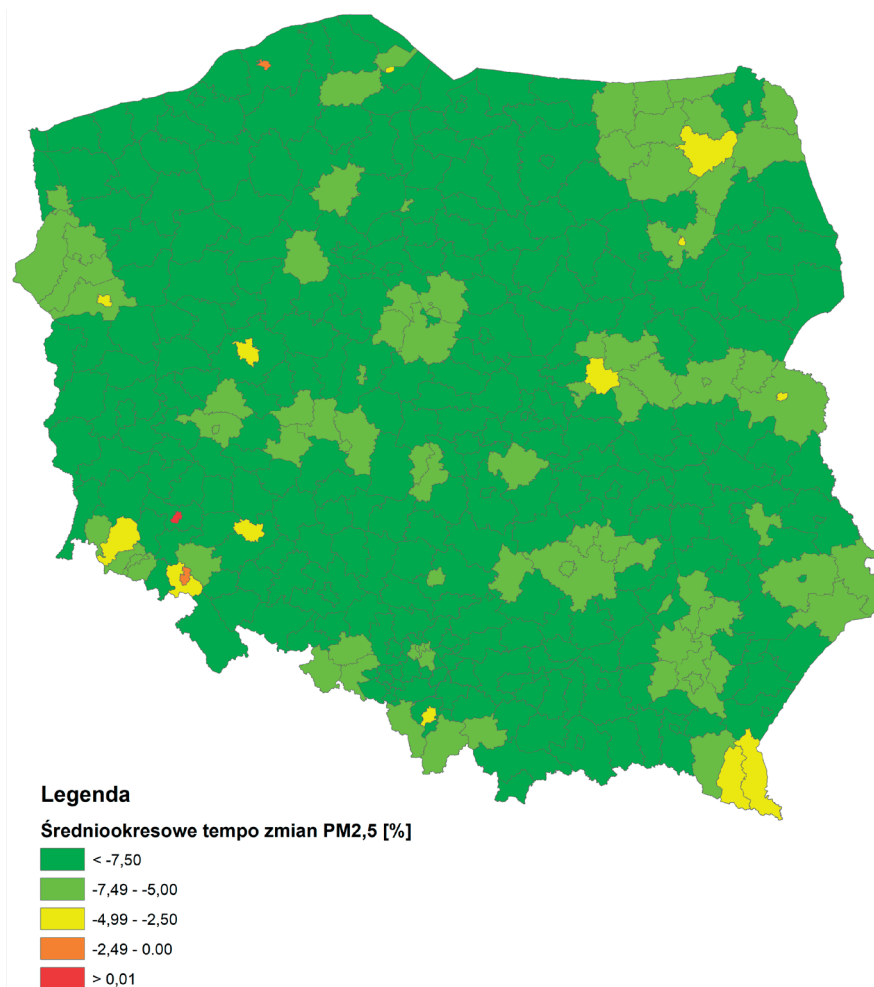 Legenda
Średniookresowe tempo zmian PM2,5 [%]
< -7,50
-7,49 - -5,00
-4,99 - -2,50
-2,49 - 0.00
> 0,01